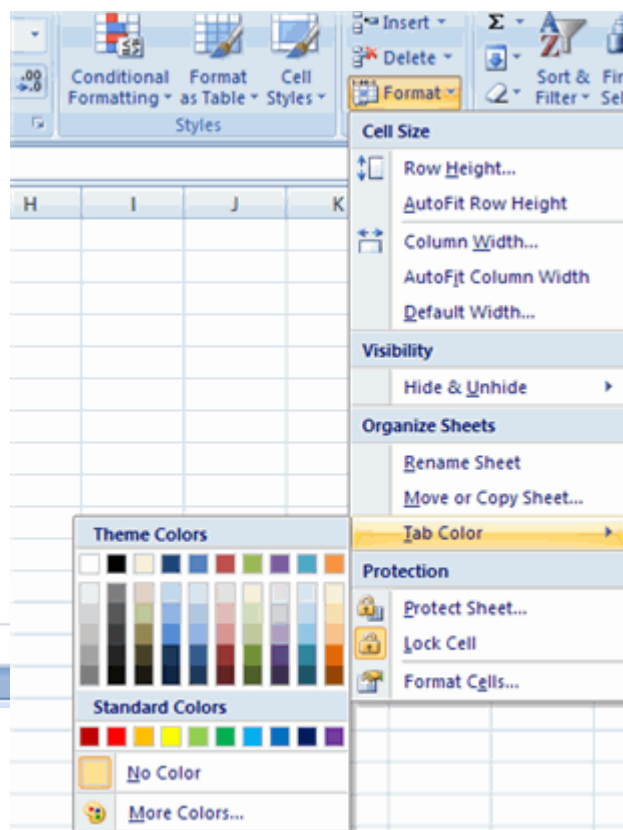 Insert
Σ
A
Z
Delete
.00
.0
Conditional Formatting
Format as Table
Cell Styles
Format
Sort & Filter
Styles
Cell Size
Row Height...
AutoFit Row Height
H I J K
Column Width...
AutoFit Column Width
Default Width...
Visibility
Hide & Unhide
Organize Sheets
Rename Sheet
Move or Copy Sheet...
Tab Color
Theme Colors
Protection
Protect Sheet...
Lock Cell
Format Cells...
Standard Colors
No Color
More Colors...